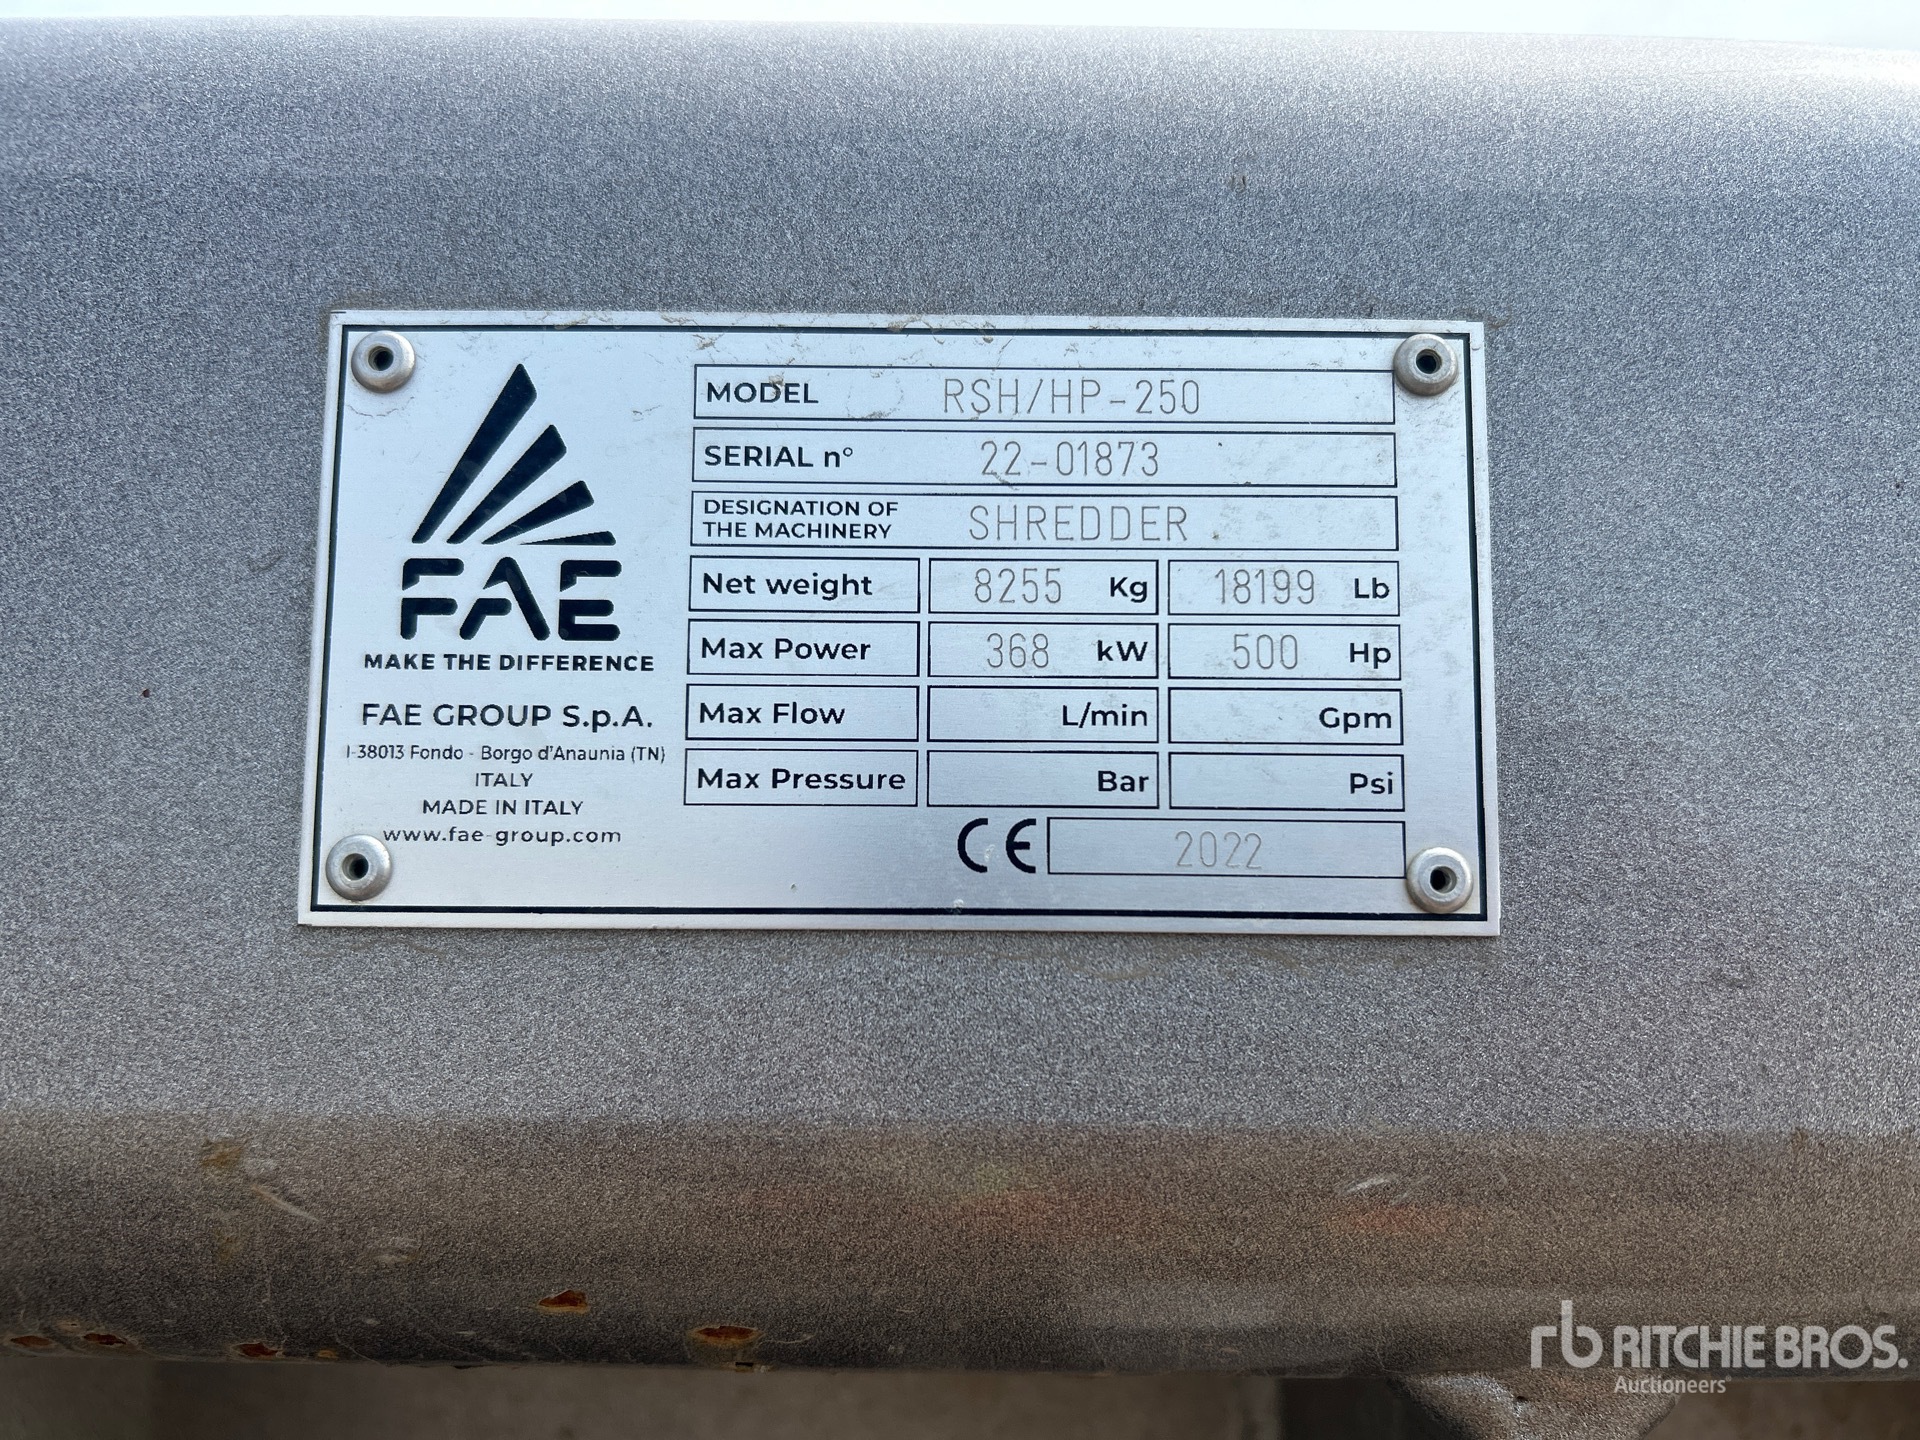 FAE
MAKE THE DIFFERENCE
FAE GROUP S.p.A.
I-38013 Fondo - Borgo d'Anaunia (TN)
ITALY
MADE IN ITALY
www.fae-group.com
MODEL RSH/HP-250
SERIAL n° 22-01873
DESIGNATION OF
THE MACHINERY SHREDDER
Net weight 8255 Kg 18199 Lb
Max Power 368 kW 500 Hp
Max Flow L/min Gpm
Max Pressure Bar Psi
CE 2022
rb RITCHIE BROS.
Auctioneers